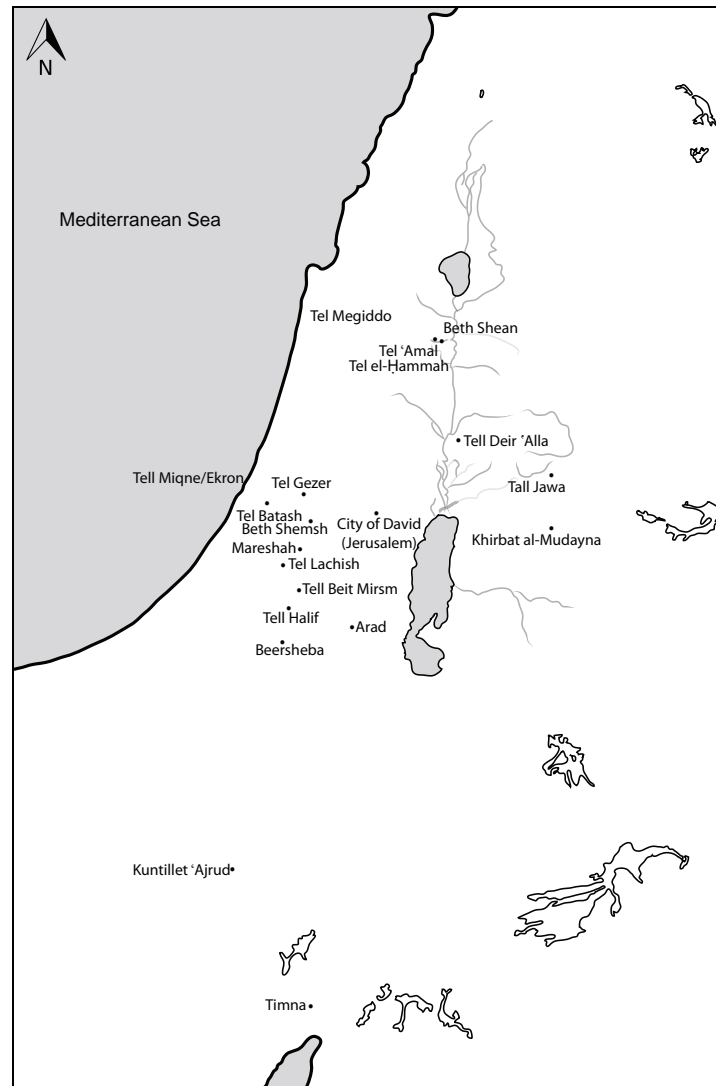 N
Mediterranean Sea
Tel Megiddo
Beth Shean
Tel ‘Amal
Tel el-Ḥammah
Tell Deir ‘Alla
Tell Miqne/Ekron
Tel Gezer
Tall Jawa
Tel Batash
Beth Shemsh
City of David
(Jerusalem)
Khirbat al-Mudayna
Mareshah
Tel Lachish
Tell Beit Mirsm
Tell Halif
Arad
Beersheba
Kuntillet ‘Ajrud
Timna